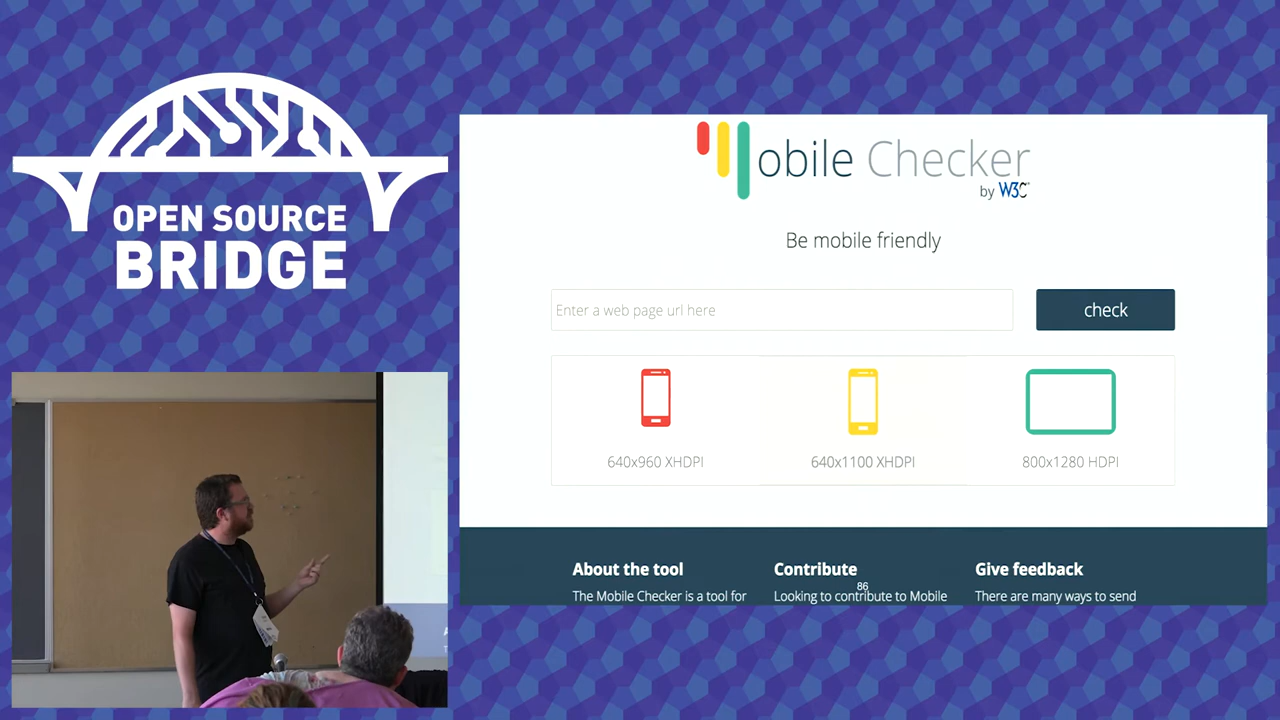 OPEN SOURCE
BRIDGE
Mobile Checker
by W3C
Be mobile friendly
Enter a web page url here
check
640x960 XHDPI
640x1100 XHDPI
800x1280 HDPI
About the tool
Contribute
Give feedback
86
The Mobile Checker is a tool for
Looking to contribute to Mobile
There are many ways to send